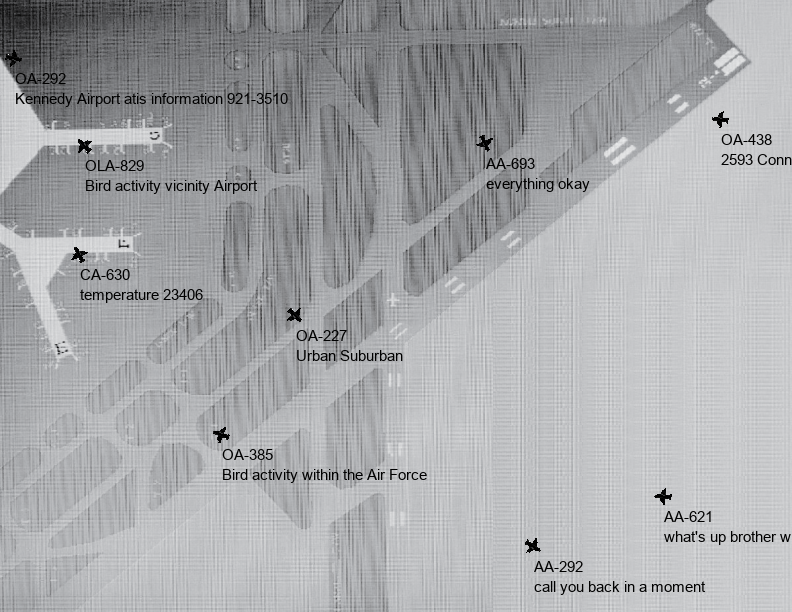 OA-292
Kennedy Airport atis information 921-3510
OA-438
2593 Conn
OLA-829
Bird activity vicinity Airport
AA-693
everything okay
CA-630
temperature 23406
OA-227
Urban Suburban
OA-385
Bird activity within the Air Force
AA-621
what's up brother w
AA-292
call you back in a moment